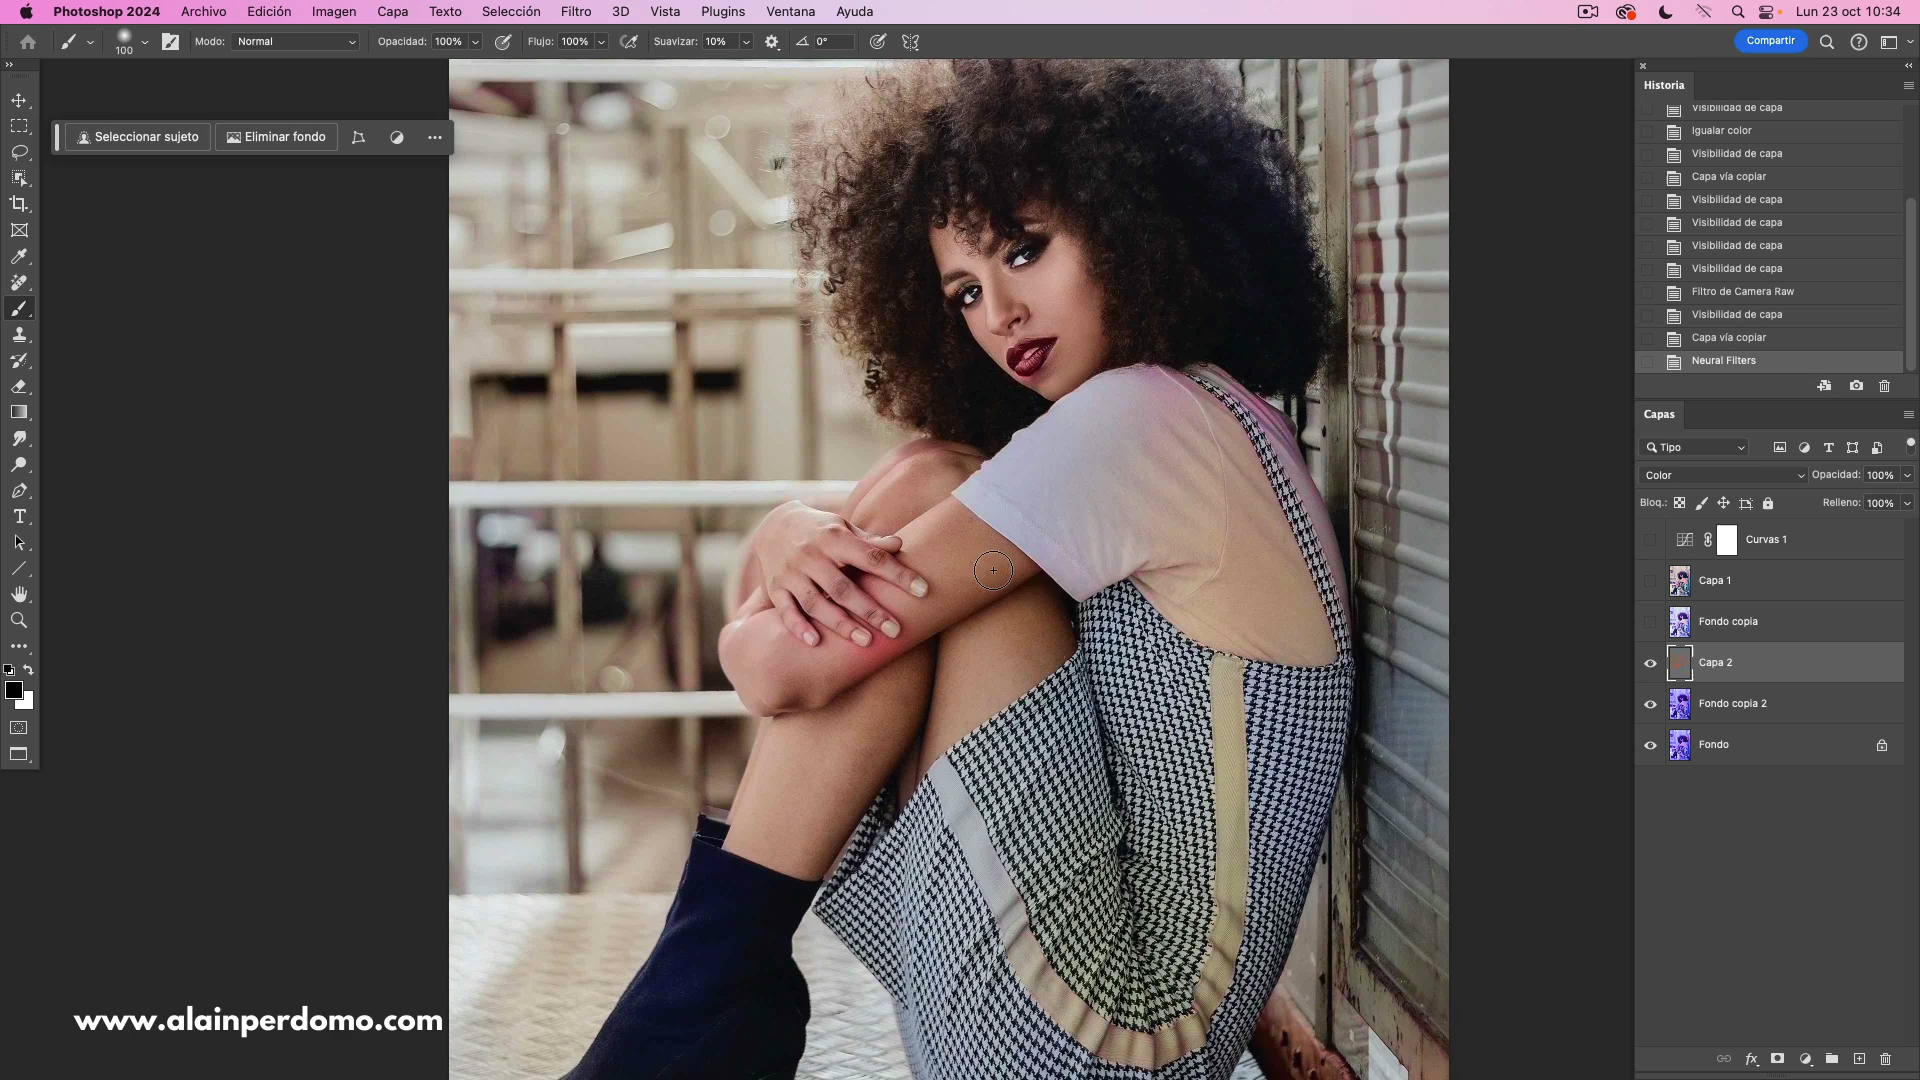 Photoshop 2024 Archivo Edición Imagen Capa Texto Selección Filtro 3D Vista Plugins Ventana Ayuda Lun 23 oct 10:34
100 Modo: Normal Opacidad: 100% Flujo: 100% Suavizar: 10% 0° Compartir
Seleccionar sujeto Eliminar fondo
Historia
Visibilidad de capa
Igualar color
Visibilidad de capa
Capa vía copiar
Visibilidad de capa
Visibilidad de capa
Visibilidad de capa
Visibilidad de capa
Filtro de Camera Raw
Visibilidad de capa
Capa vía copiar
Neural Filters
Capas
Tipo
Color Opacidad: 100%
Bloq.: Relleno: 100%
Curvas 1
Capa 1
Fondo copia
Capa 2
Fondo copia 2
Fondo
www.alainperdomo.com